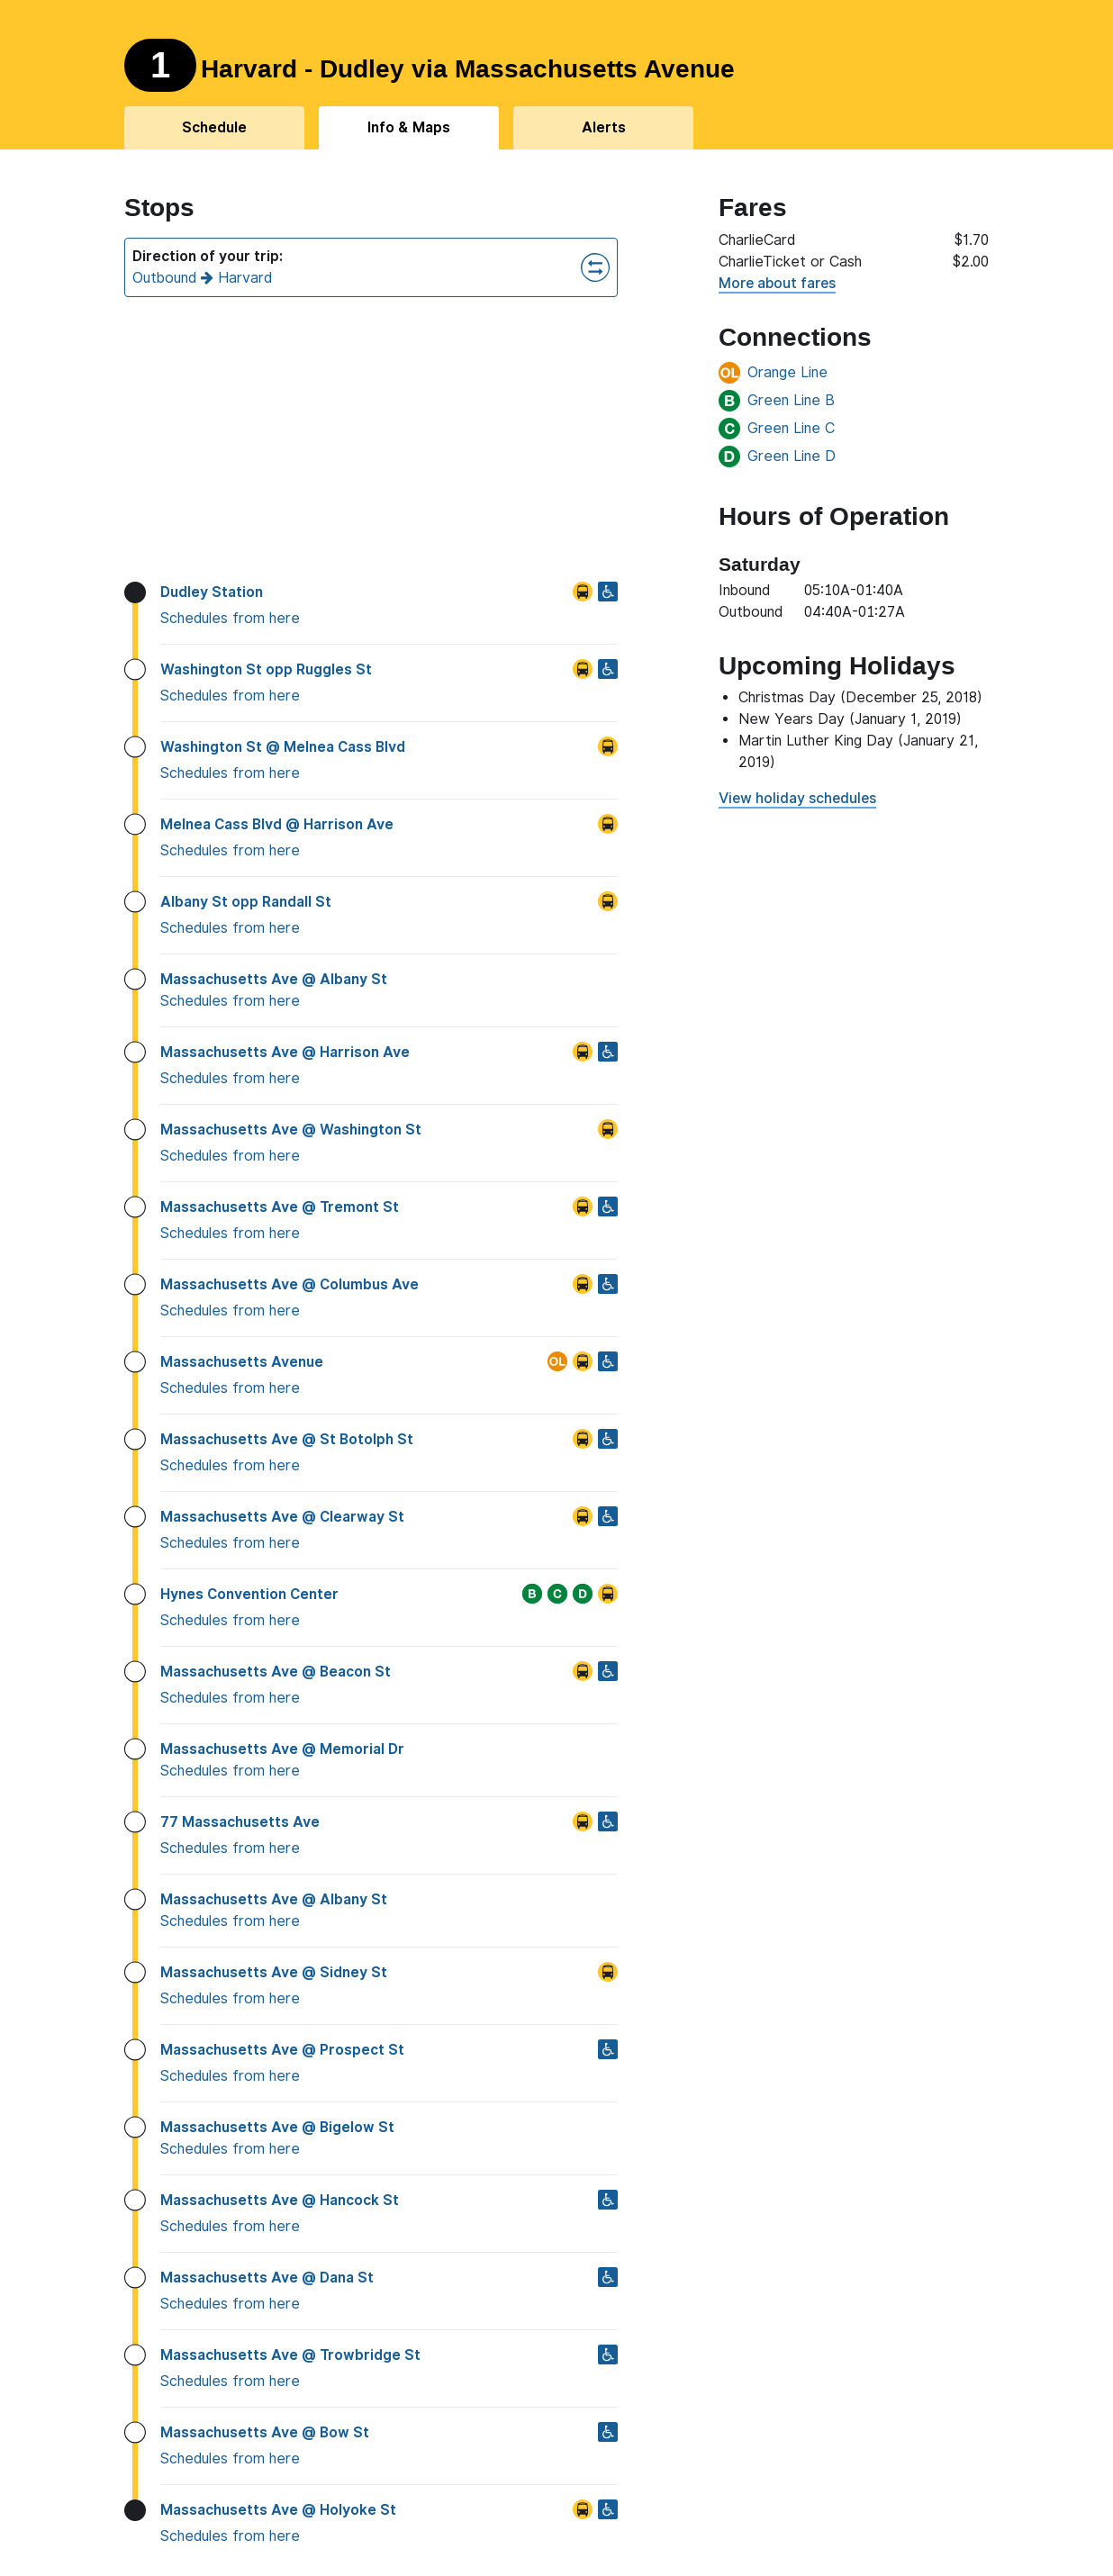 1 Harvard - Dudley via Massachusetts Avenue
Schedule
Info & Maps
Alerts
Stops
Direction of your trip:
Outbound → Harvard
Dudley Station
Schedules from here
Washington St opp Ruggles St
Schedules from here
Washington St @ Melnea Cass Blvd
Schedules from here
Melnea Cass Blvd @ Harrison Ave
Schedules from here
Albany St opp Randall St
Schedules from here
Massachusetts Ave @ Albany St
Schedules from here
Massachusetts Ave @ Harrison Ave
Schedules from here
Massachusetts Ave @ Washington St
Schedules from here
Massachusetts Ave @ Tremont St
Schedules from here
Massachusetts Ave @ Columbus Ave
Schedules from here
Massachusetts Avenue OL
Schedules from here
Massachusetts Ave @ St Botolph St
Schedules from here
Massachusetts Ave @ Clearway St
Schedules from here
Hynes Convention Center B C D
Schedules from here
Massachusetts Ave @ Beacon St
Schedules from here
Massachusetts Ave @ Memorial Dr
Schedules from here
77 Massachusetts Ave
Schedules from here
Massachusetts Ave @ Albany St
Schedules from here
Massachusetts Ave @ Sidney St
Schedules from here
Massachusetts Ave @ Prospect St
Schedules from here
Massachusetts Ave @ Bigelow St
Schedules from here
Massachusetts Ave @ Hancock St
Schedules from here
Massachusetts Ave @ Dana St
Schedules from here
Massachusetts Ave @ Trowbridge St
Schedules from here
Massachusetts Ave @ Bow St
Schedules from here
Massachusetts Ave @ Holyoke St
Schedules from here
Fares
CharlieCard $1.70
CharlieTicket or Cash $2.00
More about fares
Connections
OL Orange Line
B Green Line B
C Green Line C
D Green Line D
Hours of Operation
Saturday
Inbound 05:10A-01:40A
Outbound 04:40A-01:27A
Upcoming Holidays
• Christmas Day (December 25, 2018)
• New Years Day (January 1, 2019)
• Martin Luther King Day (January 21,
2019)
View holiday schedules